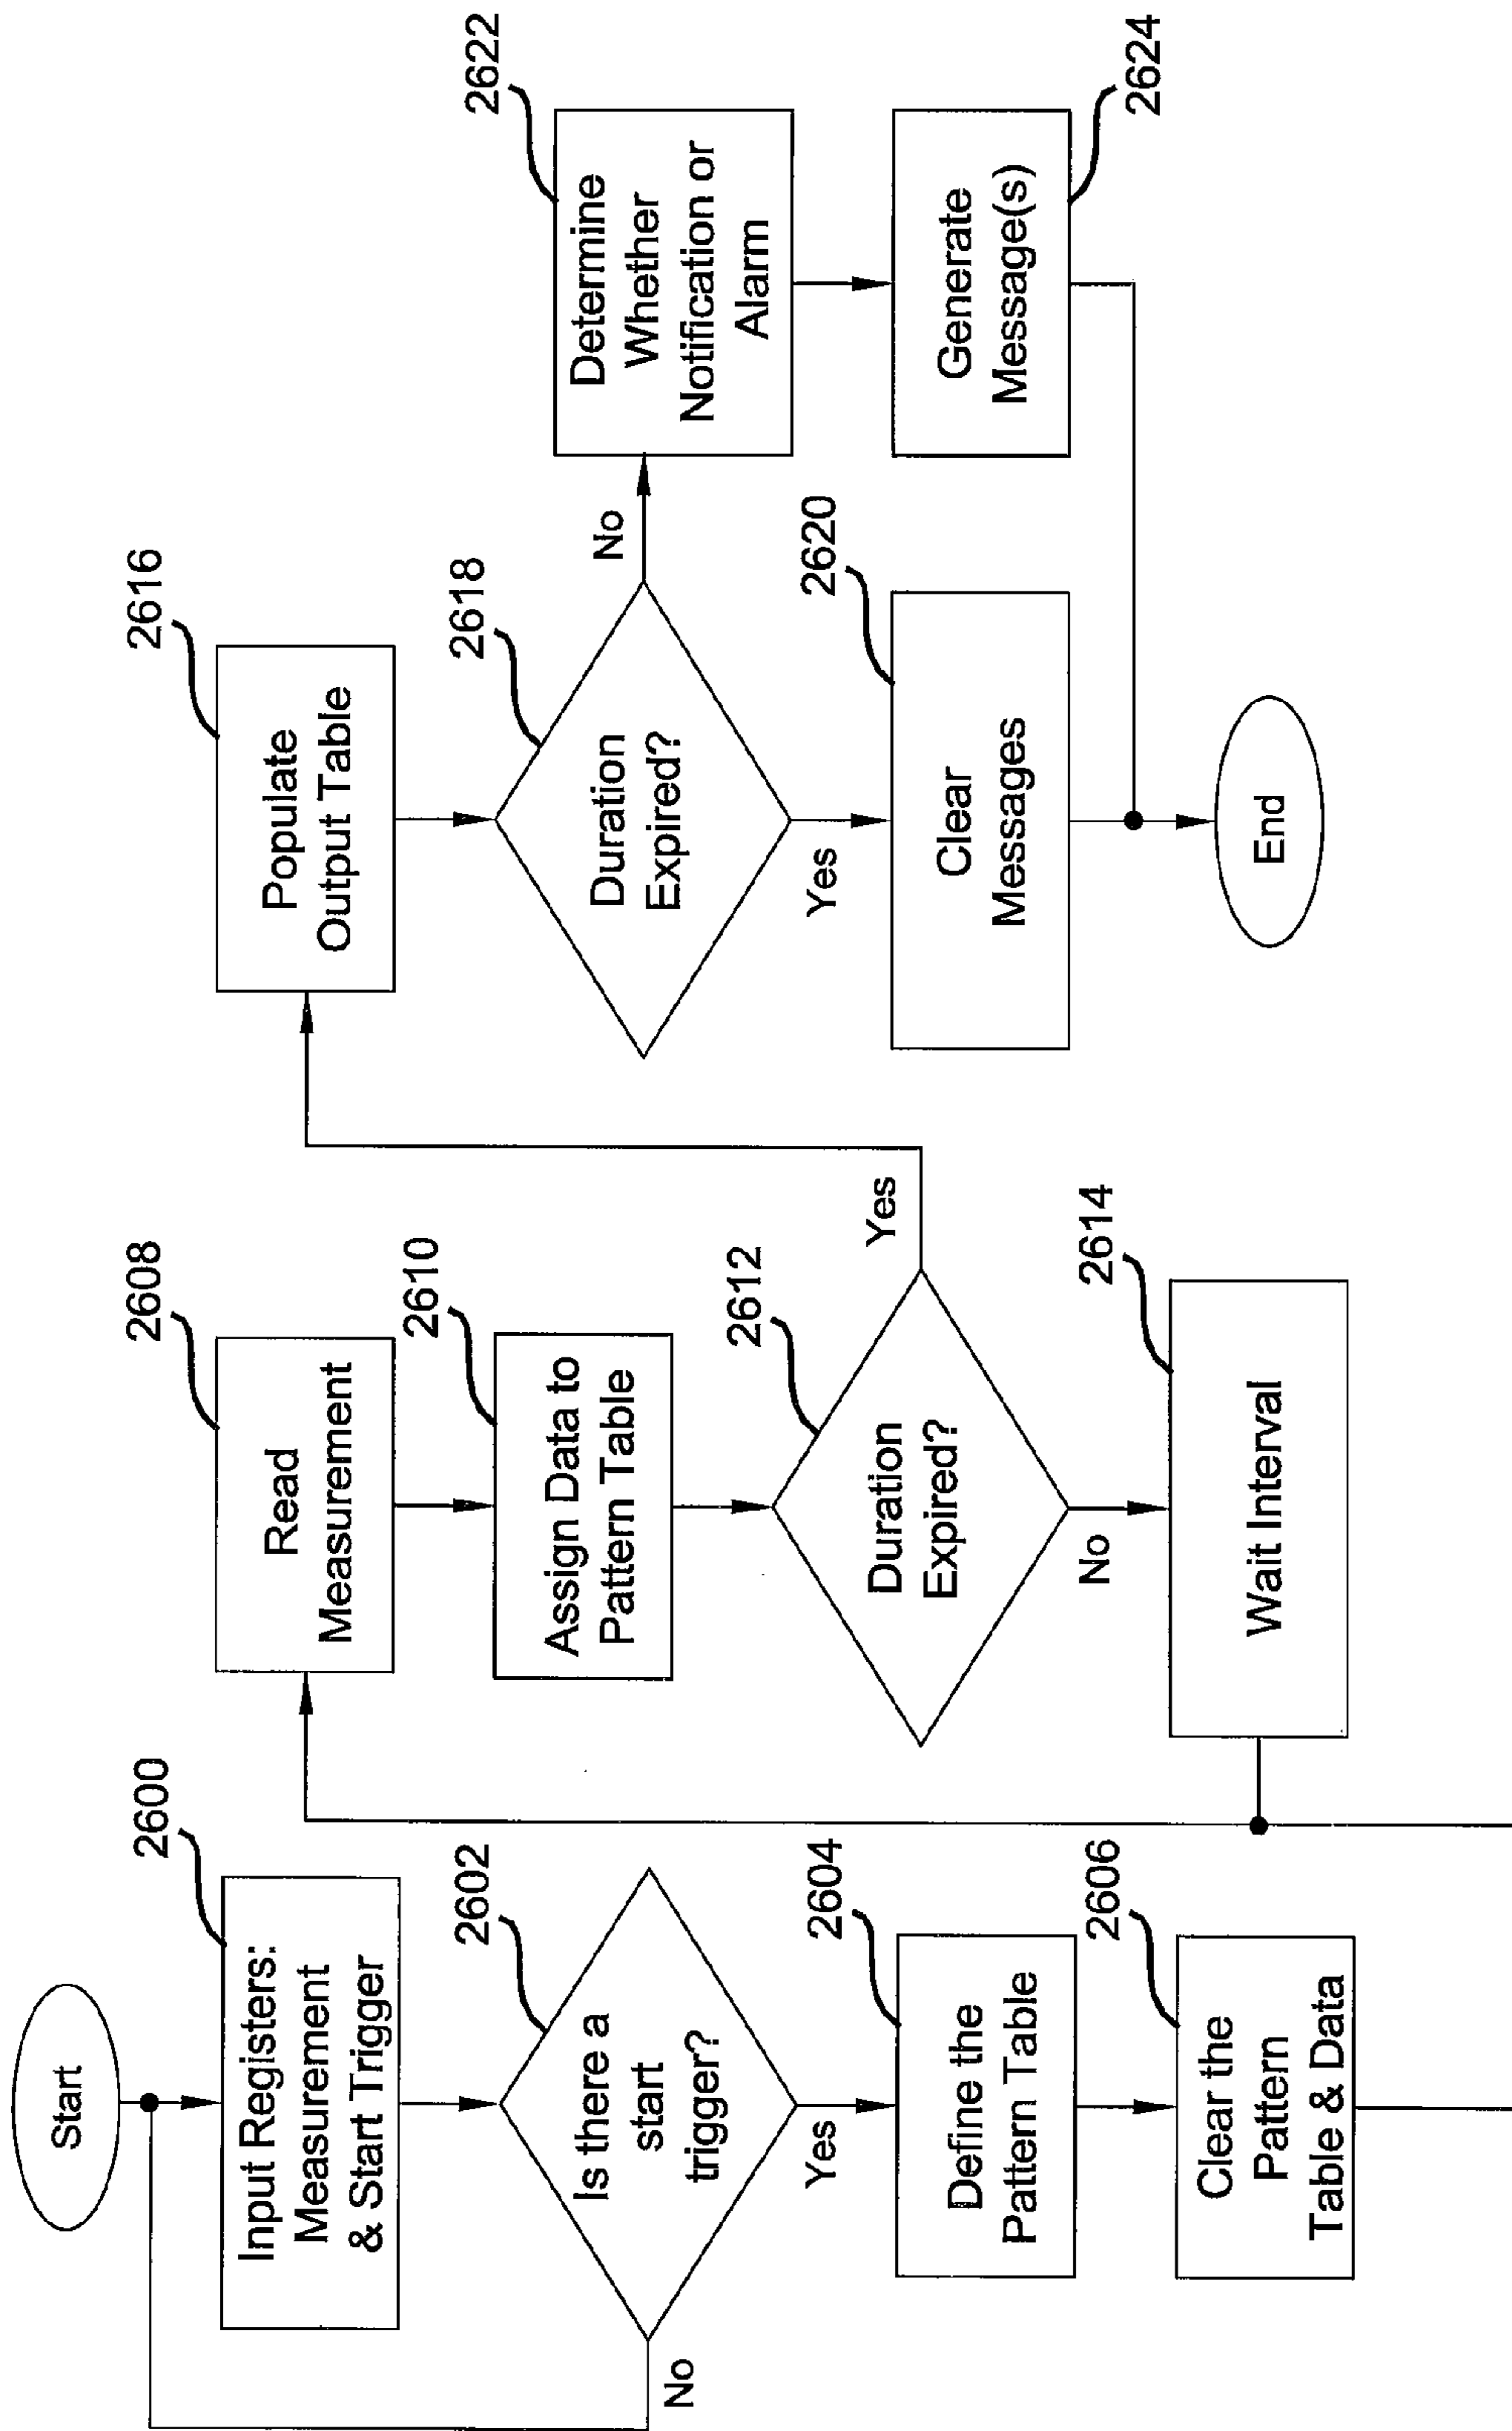 Start
2600
Input Registers:
Measurement
& Start Trigger
2602
Is there a
start
trigger?
No
Yes
2604
Define the
Pattern Table
2606
Clear the
Pattern
Table & Data
2608
Read
Measurement
2610
Assign Data to
Pattern Table
2612
Duration
Expired?
Yes
No
2614
Wait Interval
2616
Populate
Output Table
2618
Duration
Expired?
No
Yes
2620
Clear
Messages
End
2622
Determine
Whether
Notification or
Alarm
Generate
Message(s)
2624